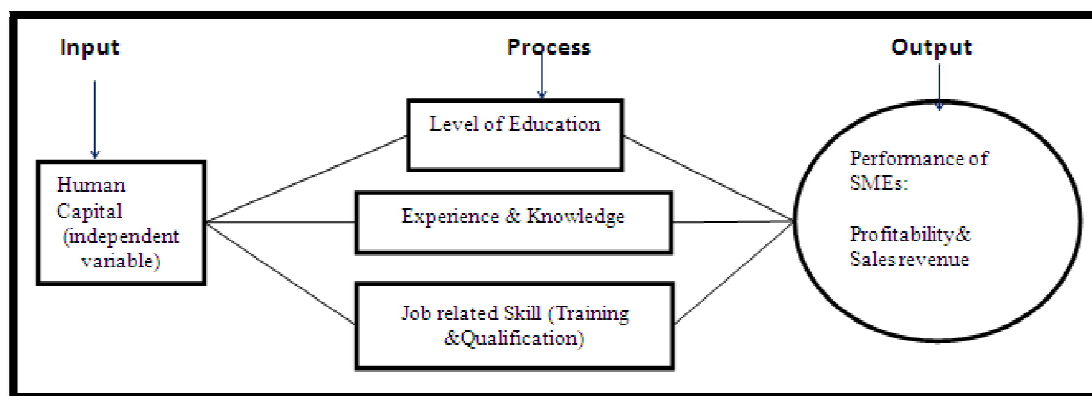 Input
Process
Output
Level of Education
Human
Capital
(independent
variable)
Experience & Knowledge
Job related Skill (Training
&Qualification)
Performance of
SMEs:
Profitability&
Sales revenue